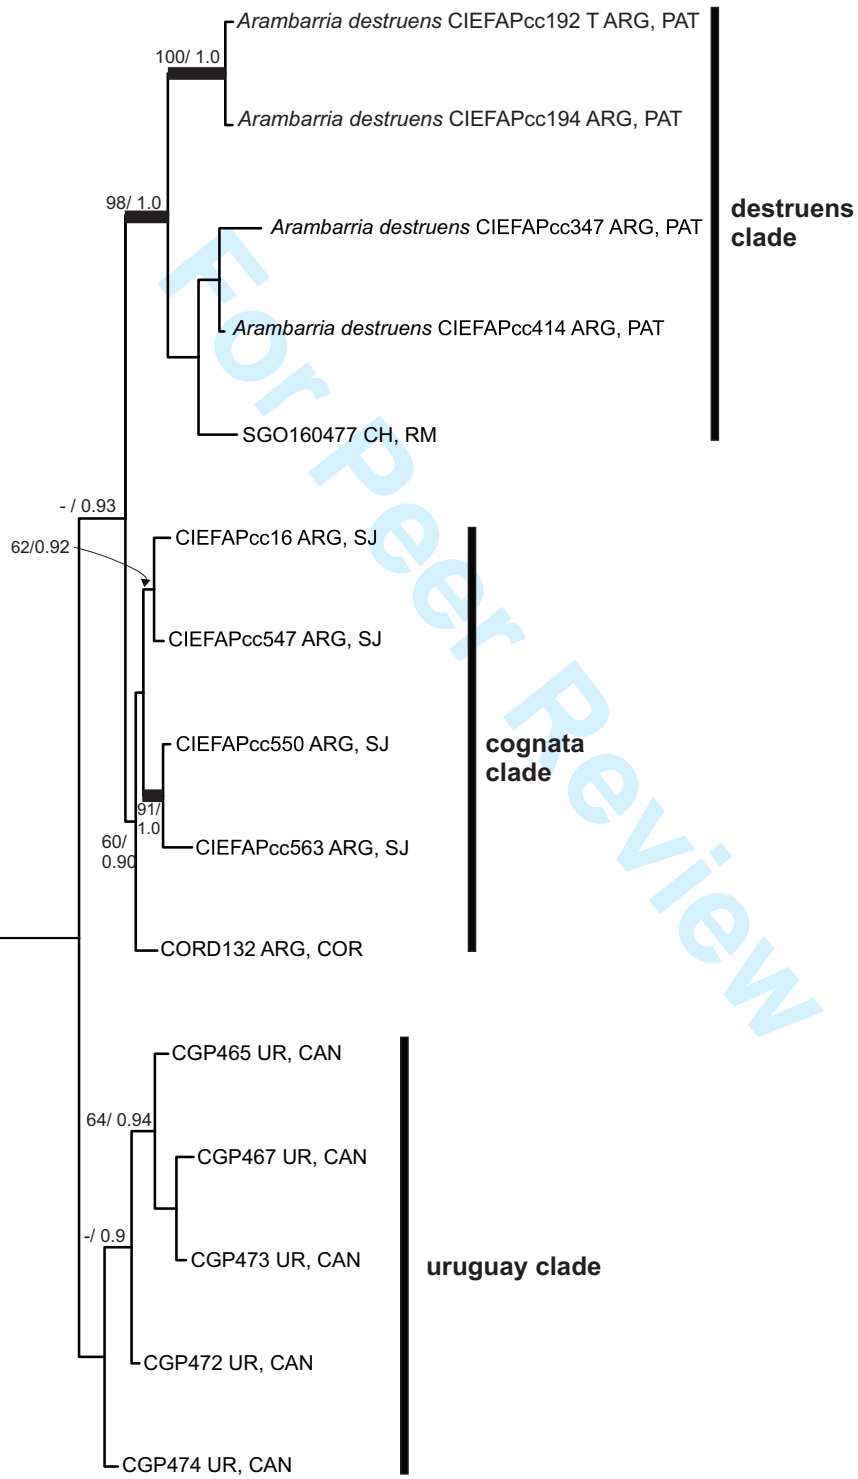 Arambarria destruens CIEFAPcc192 T ARG, PAT
100/ 1.0
Arambarria destruens CIEFAPcc194 ARG, PAT
98/ 1.0
destruens
clade
Arambarria destruens CIEFAPcc347 ARG, PAT
Arambarria destruens CIEFAPcc414 ARG, PAT
SGO160477 CH, RM
- / 0.93
62/0.92
CIEFAPcc16 ARG, SJ
CIEFAPcc547 ARG, SJ
CIEFAPcc550 ARG, SJ
cognata
clade
91/
1.0
60/
0.90
CIEFAPcc563 ARG, SJ
CORD132 ARG, COR
CGP465 UR, CAN
64/ 0.94
CGP467 UR, CAN
-/ 0.9
CGP473 UR, CAN
uruguay clade
CGP472 UR, CAN
CGP474 UR, CAN
For Peer Review